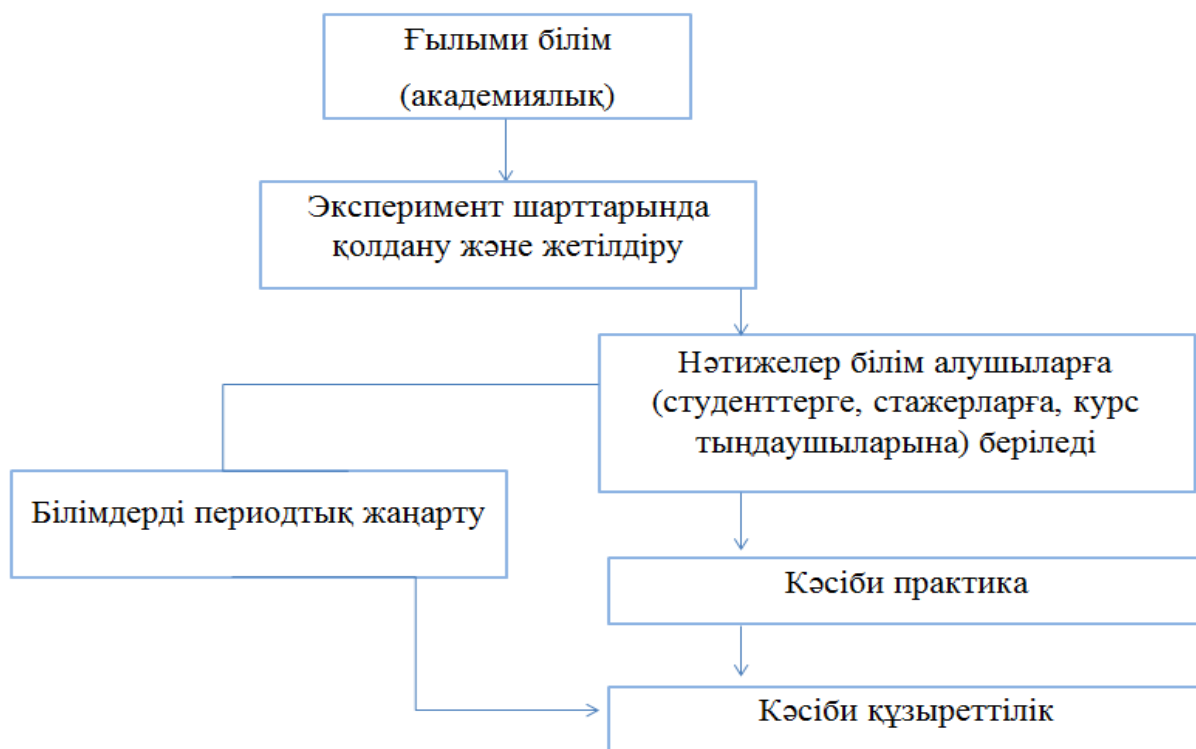 Ғылыми білім
(академиялық)
Эксперимент шарттарында
қолдану және жетілдіру
Нәтижелер білім алушыларға
(студенттерге, стажерларға, курс
тыңдаушыларына) беріледі
Білімдерді периодтық жаңарту
Кәсіби практика
Кәсіби құзыреттілік